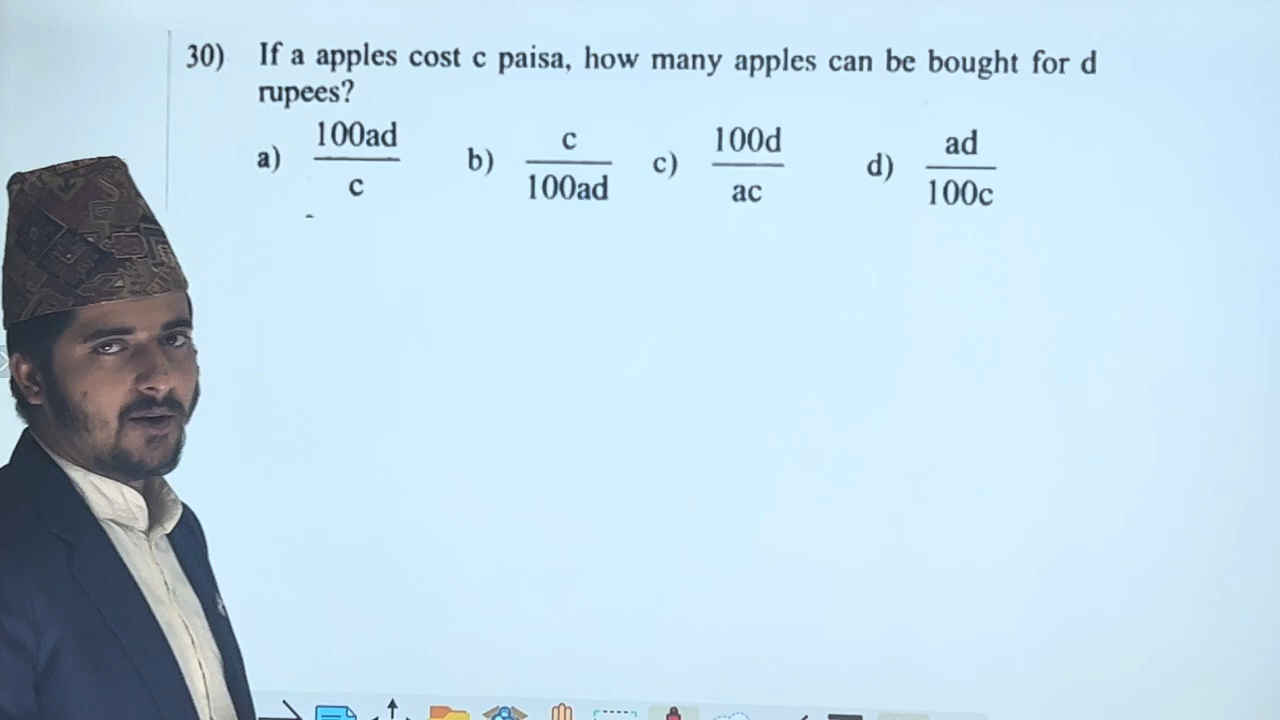 30) If a apples cost c paisa, how many apples can be bought for d
rupees?
a) 100ad/c b) c/100ad c) 100d/ac d) ad/100c